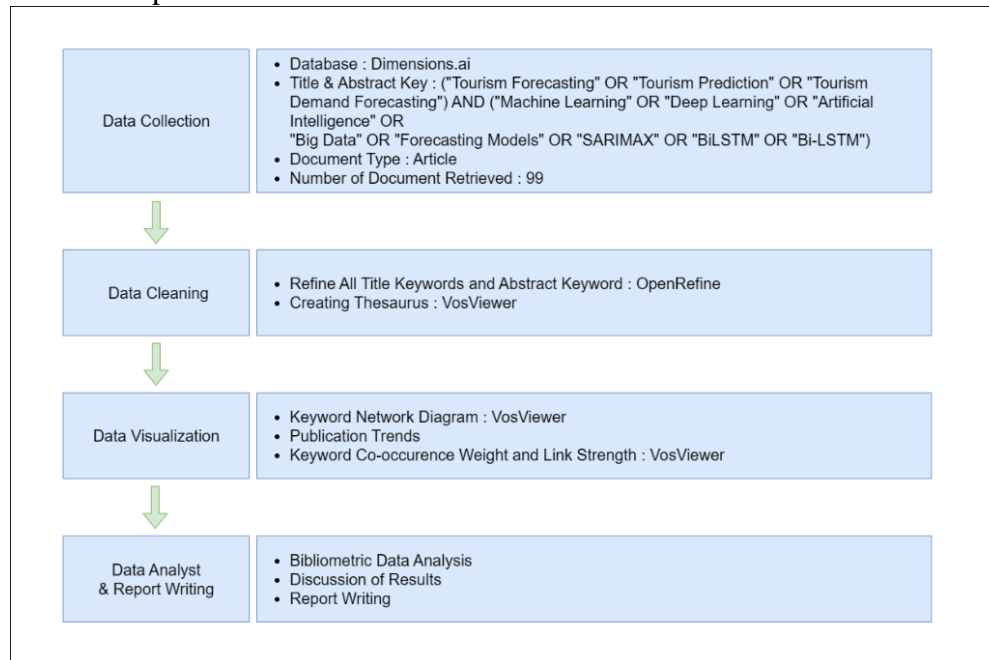 Data Collection
• Database : Dimensions.ai
• Title & Abstract Key : ("Tourism Forecasting" OR "Tourism Prediction" OR "Tourism
Demand Forecasting") AND ("Machine Learning" OR "Deep Learning" OR "Artificial
Intelligence" OR
"Big Data" OR "Forecasting Models" OR "SARIMAX" OR "BiLSTM" OR "Bi-LSTM")
• Document Type : Article
• Number of Document Retrieved : 99
Data Cleaning
• Refine All Title Keywords and Abstract Keyword : OpenRefine
• Creating Thesaurus : VosViewer
Data Visualization
• Keyword Network Diagram : VosViewer
• Publication Trends
• Keyword Co-occurence Weight and Link Strength : VosViewer
Data Analyst
& Report Writing
• Bibliometric Data Analysis
• Discussion of Results
• Report Writing